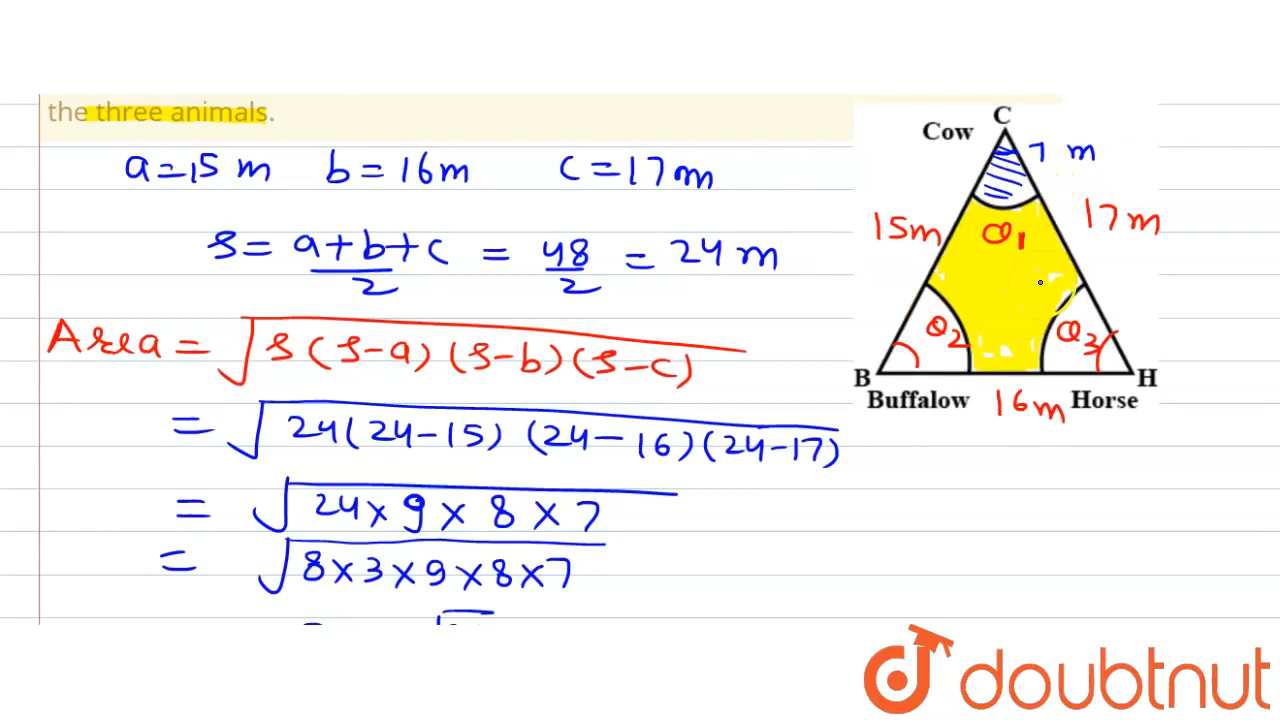 the three animals.
a=15 m b=16m c=17m
s= a+b+c/2 = 48/2 = 24 m
Area = √s(s-a)(s-b)(s-c)
= √24(24-15)(24-16)(24-17)
= √24×9×8×7
= √8×3×9×8×7
C
Cow
7 m
15m
17m
θ1
θ2
θ3
B
H
Buffalow
16m
Horse
doubtnut